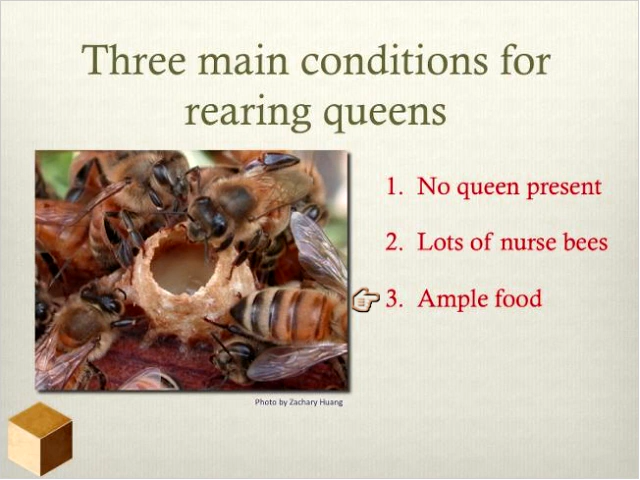 Three main conditions for
rearing queens
1. No queen present
2. Lots of nurse bees
3. Ample food
Photo by Zachary Huang